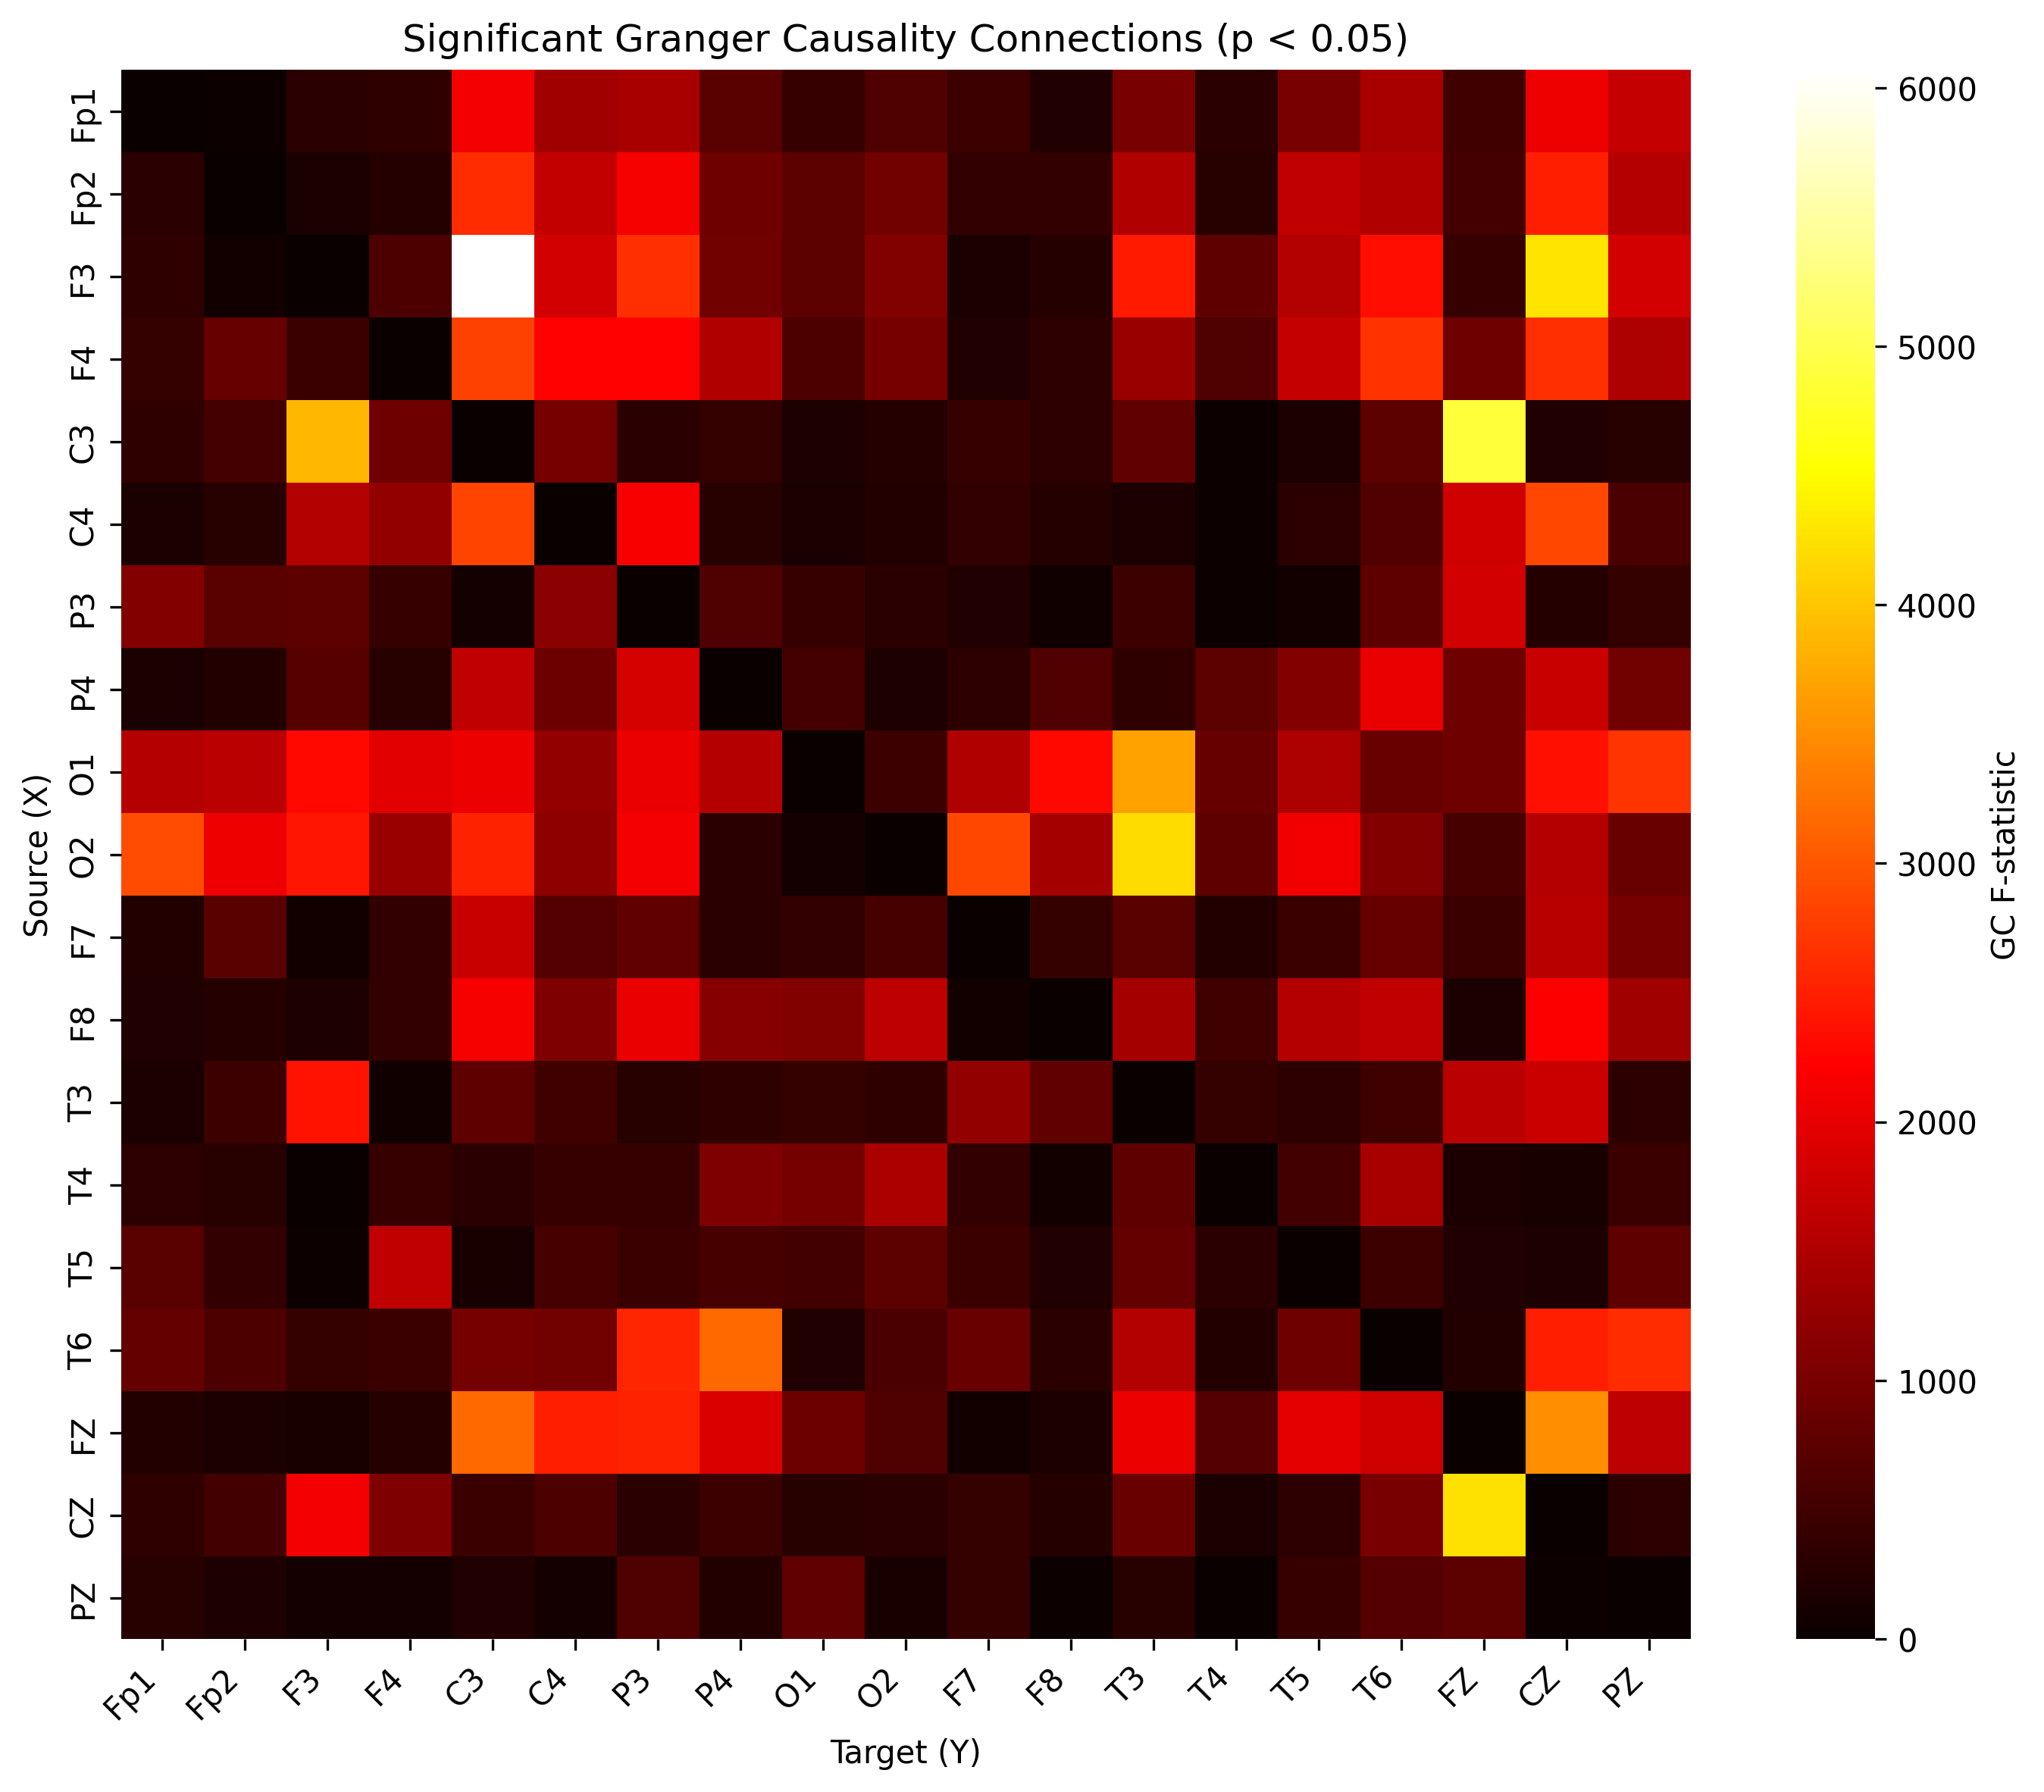 Significant Granger Causality Connections (p < 0.05)
Source (X)
Fp1
Fp2
F3
F4
C3
C4
P3
P4
O1
O2
F7
F8
T3
T4
T5
T6
FZ
CZ
PZ
Fp1 Fp2 F3 F4 C3 C4 P3 P4 O1 O2 F7 F8 T3 T4 T5 T6 FZ CZ PZ
Target (Y)
6000
5000
4000
3000
2000
1000
0
GC F-statistic